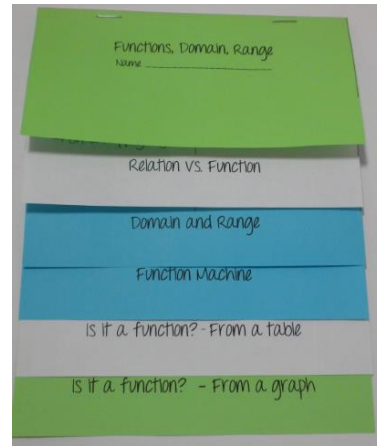 Functions, Domain, Range
Name
Relation VS. Function
Domain and Range
Function Machine
Is it a function? - From a table
Is it a function? - From a graph